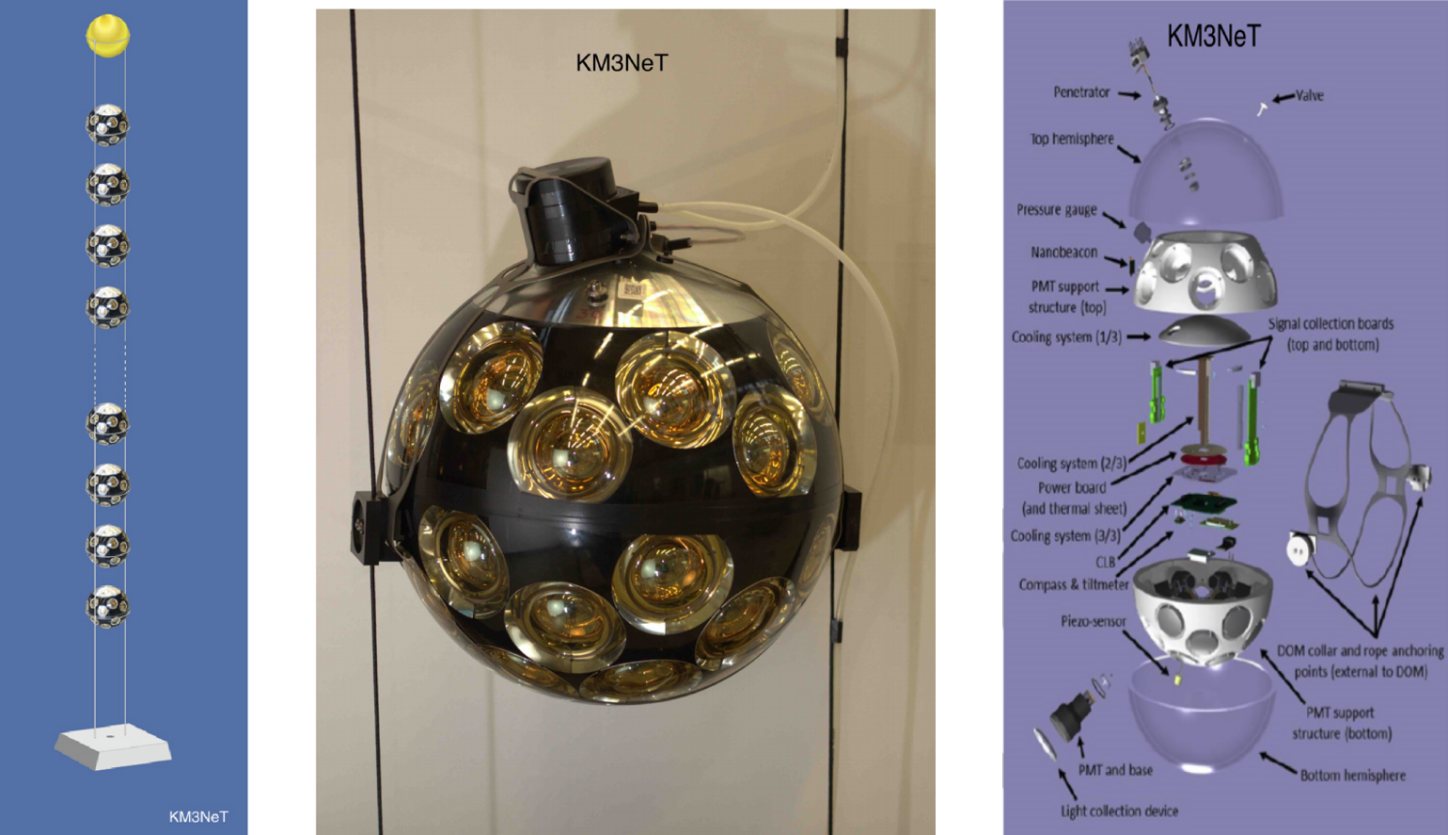 KM3NeT
KM3NeT
KM3NeT
Penetrator
Valve
Top hemisphere
Pressure gauge
Nanobeacon
PMT support
structure (top)
Cooling system (1/3)
Signal collection boards
(top and bottom)
Cooling system (2/3)
Power board
(and thermal sheet)
Cooling system (3/3)
CLB
Compass & tiltmeter
Piezo-sensor
DOM collar and rope anchoring
points (external to DOM)
PMT support
structure (bottom)
PMT and base
Bottom hemisphere
Light collection device